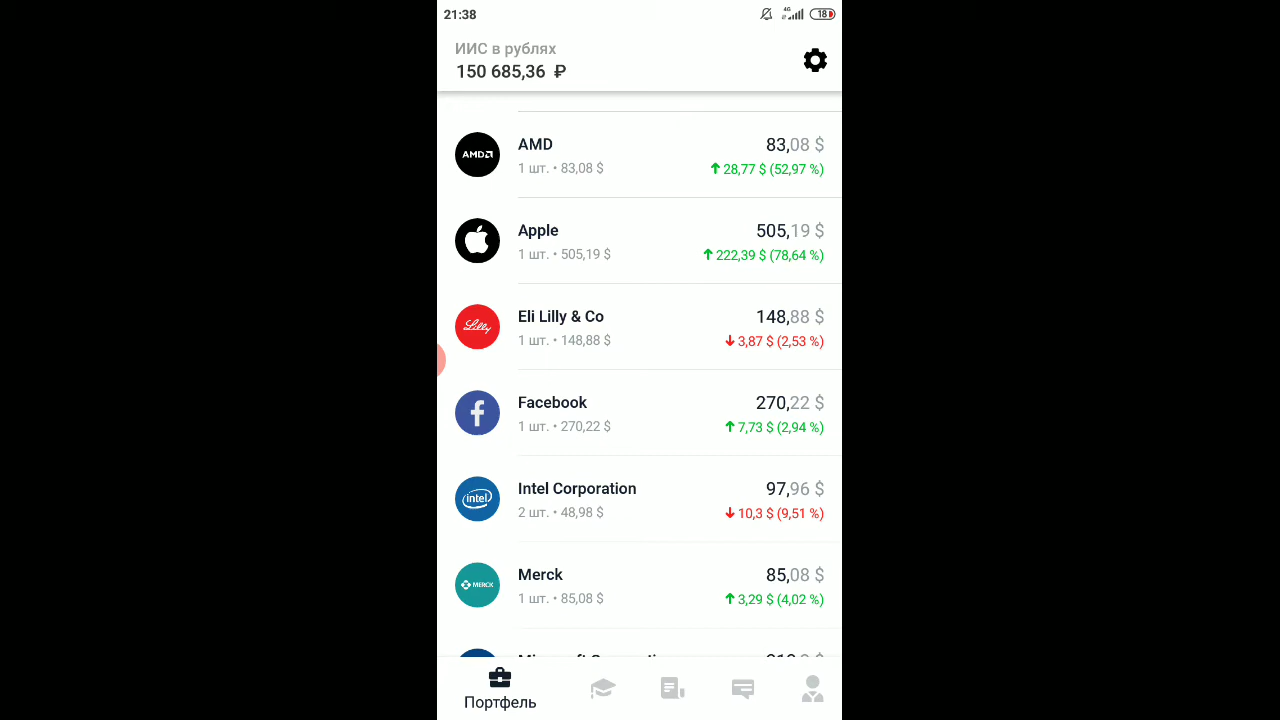 21:38
4G
18
ИИС в рублях
150 685,36 ₽
AMD
AMD
83,08 $
1 шт. • 83,08 $
28,77 $ (52,97 %)
Apple
505,19 $
1 шт. • 505,19 $
222,39 $ (78,64 %)
Lilly
Eli Lilly & Co
148,88 $
1 шт. • 148,88 $
3,87 $ (2,53 %)
Facebook
270,22 $
1 шт. • 270,22 $
7,73 $ (2,94 %)
intel
Intel Corporation
97,96 $
2 шт. • 48,98 $
10,3 $ (9,51 %)
MERCK
Merck
85,08 $
1 шт. • 85,08 $
3,29 $ (4,02 %)
Портфель